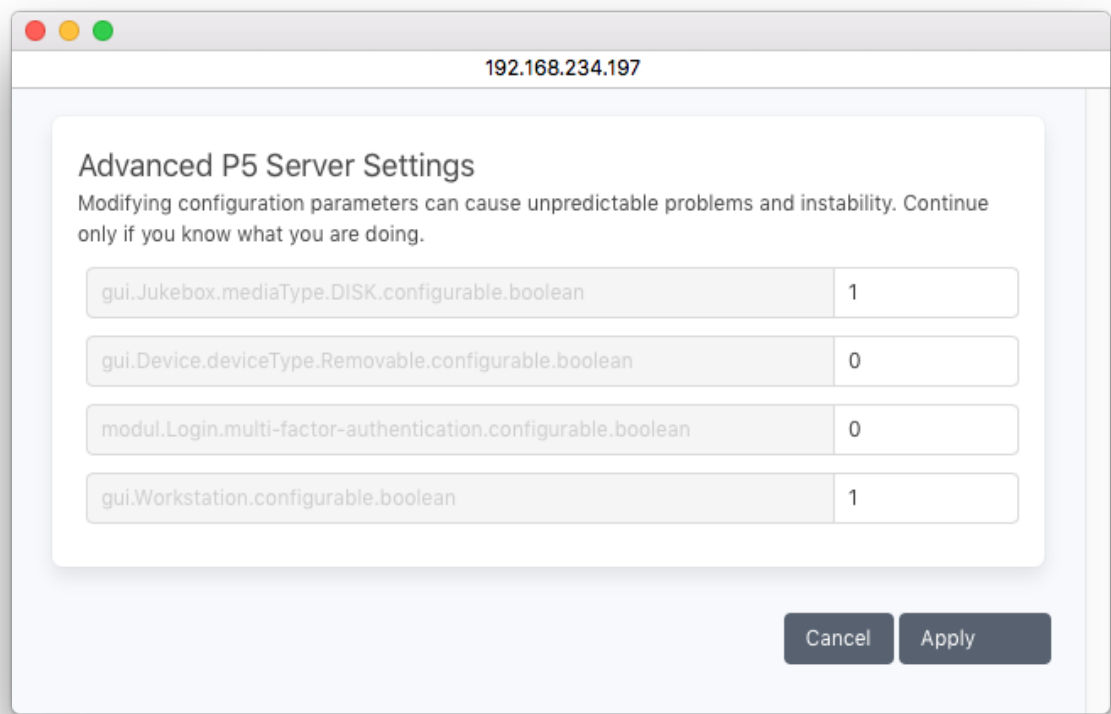 192.168.234.197
Advanced P5 Server Settings
Modifying configuration parameters can cause unpredictable problems and instability. Continue
only if you know what you are doing.
gui.Jukebox.mediaType.DISK.configurable.boolean 1
gui.Device.deviceType.Removable.configurable.boolean 0
modul.Login.multi-factor-authentication.configurable.boolean 0
gui.Workstation.configurable.boolean 1
Cancel Apply